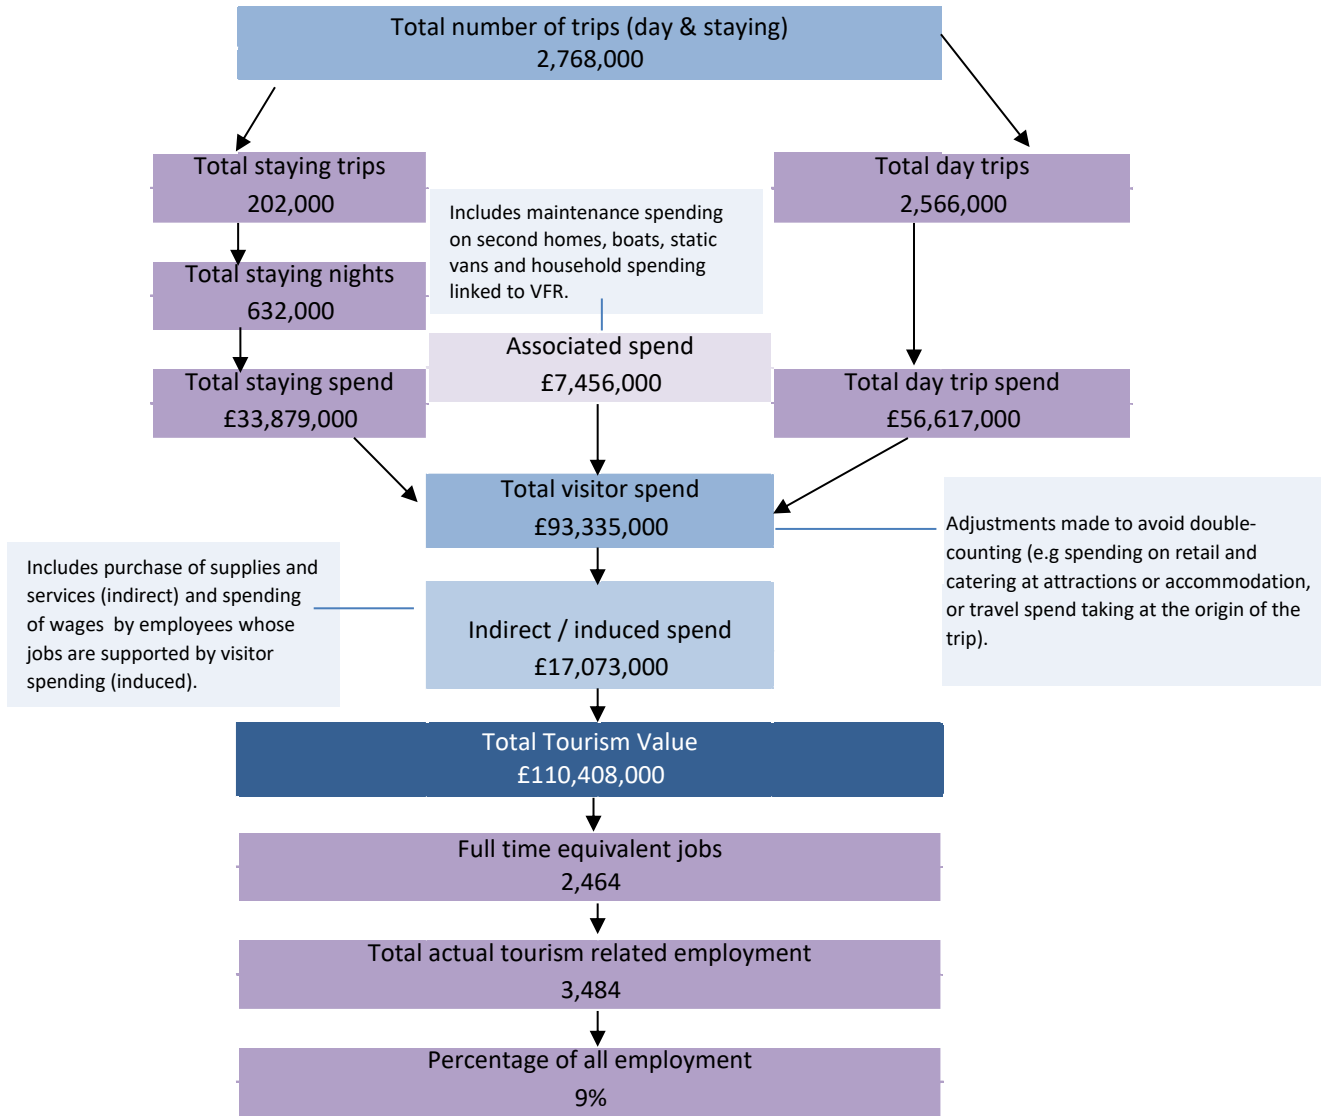 Total number of trips (day & staying)
2,768,000
Total staying trips
202,000
Total day trips
2,566,000
Includes maintenance spending
on second homes, boats, static
vans and household spending
linked to VFR.
Total staying nights
632,000
Associated spend
£7,456,000
Total staying spend
£33,879,000
Total day trip spend
£56,617,000
Total visitor spend
£93,335,000
Adjustments made to avoid double-
counting (e.g spending on retail and
catering at attractions or accommodation,
or travel spend taking at the origin of the
trip).
Includes purchase of supplies and
services (indirect) and spending
of wages by employees whose
jobs are supported by visitor
spending (induced).
Indirect / induced spend
£17,073,000
Total Tourism Value
£110,408,000
Full time equivalent jobs
2,464
Total actual tourism related employment
3,484
Percentage of all employment
9%